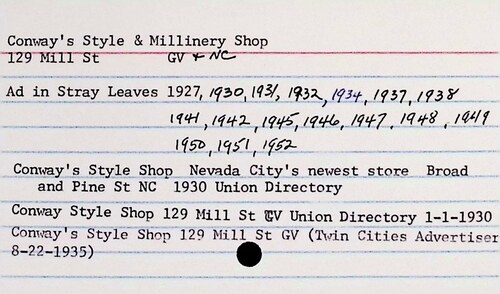 Conway's Style & Millinery Shop
129 Mill St GV + NC
Ad in Stray Leaves 1927, 1930, 1931, 1932, 1934, 1937, 1938
1941, 1942, 1945, 1946, 1947, 1948, 1949
1950, 1951, 1952
Conway's Style Shop Nevada City's newest store Broad
and Pine St NC 1930 Union Directory
Conway Style Shop 129 Mill St GV Union Directory 1-1-1930
Conway's Style Shop 129 Mill St GV (Twin Cities Advertiser
8-22-1935)